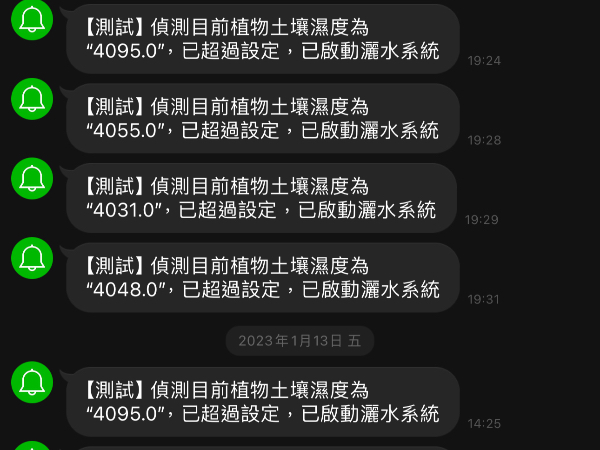 【測試】偵測目前植物土壤濕度為
“4095.0”，已超過設定，已啟動灑水系統
19:24
【測試】偵測目前植物土壤濕度為
“4055.0”，已超過設定，已啟動灑水系統
19:28
【測試】偵測目前植物土壤濕度為
“4031.0”，已超過設定，已啟動灑水系統
19:29
【測試】偵測目前植物土壤濕度為
“4048.0”，已超過設定，已啟動灑水系統
19:31
2023年1月13日 五
【測試】偵測目前植物土壤濕度為
“4095.0”，已超過設定，已啟動灑水系統
14:25